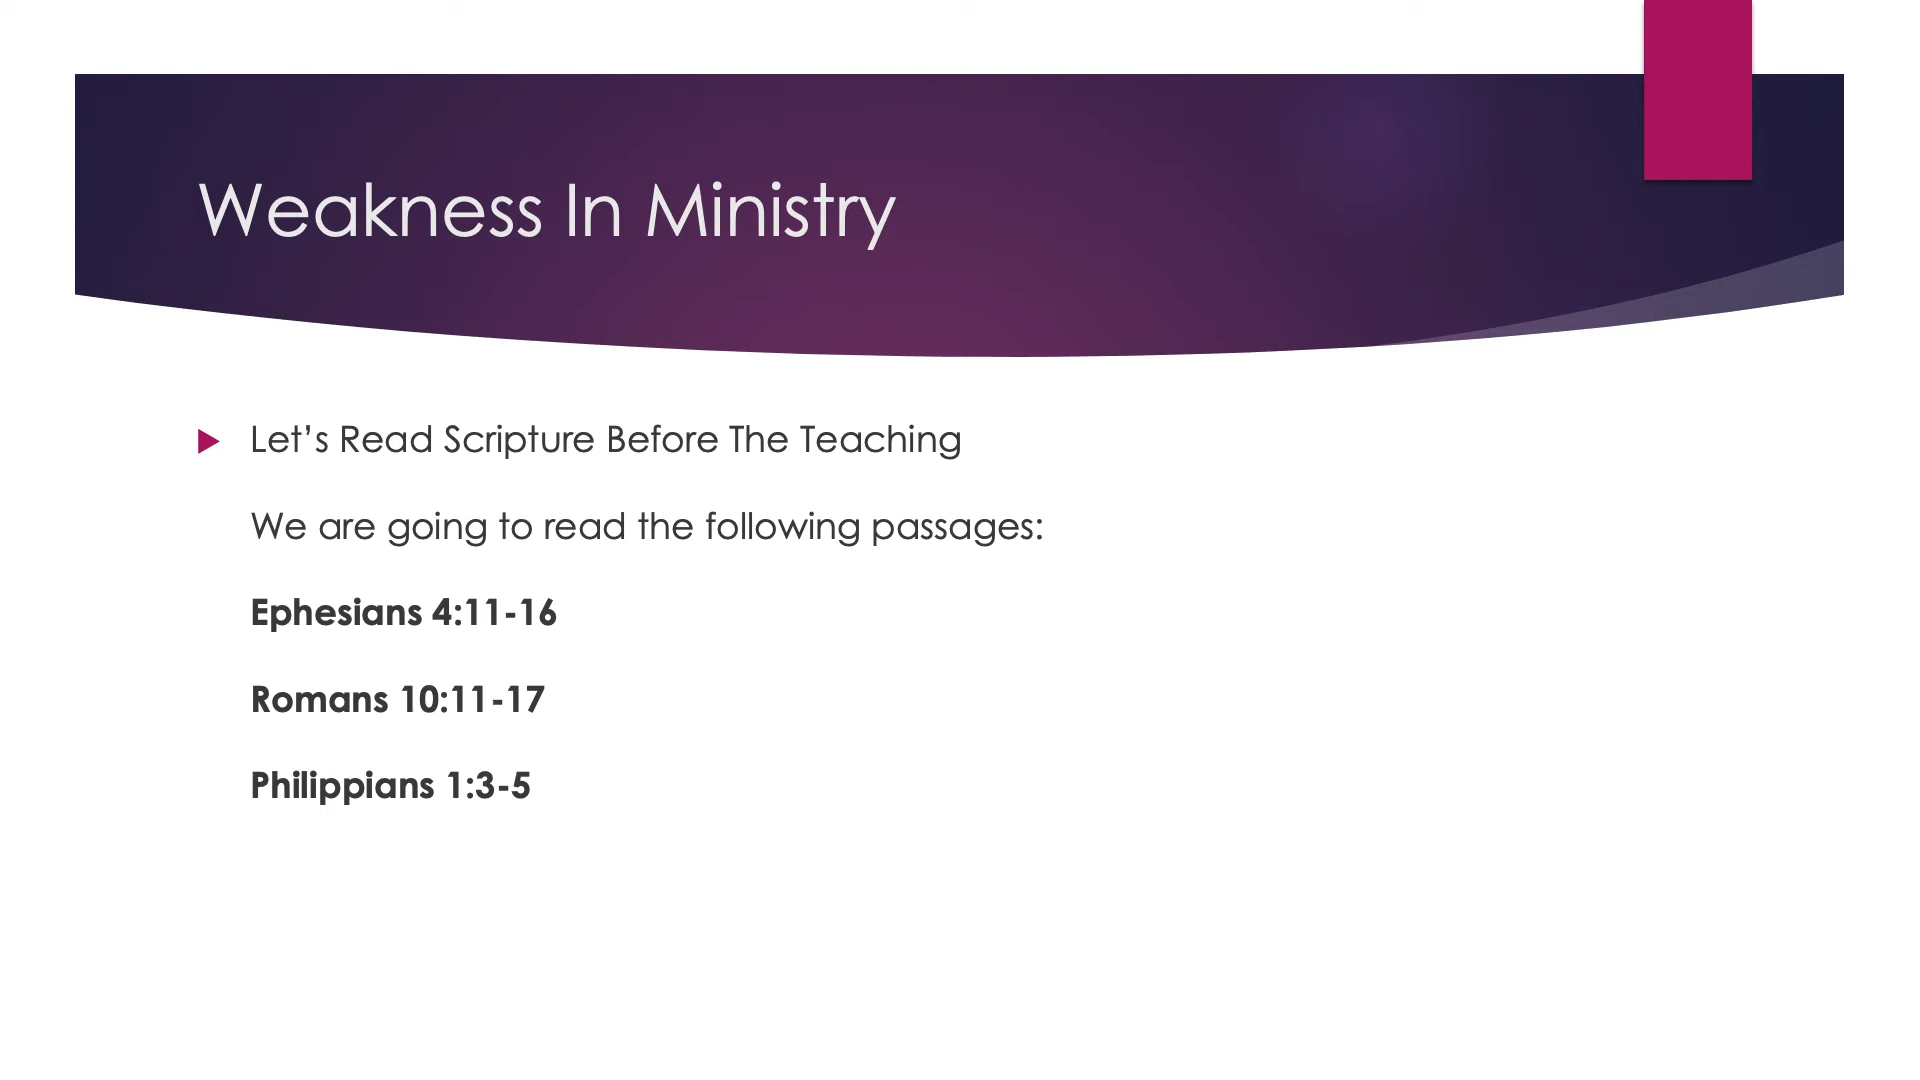 Weakness In Ministry
Let’s Read Scripture Before The Teaching
We are going to read the following passages:
Ephesians 4:11-16
Romans 10:11-17
Philippians 1:3-5